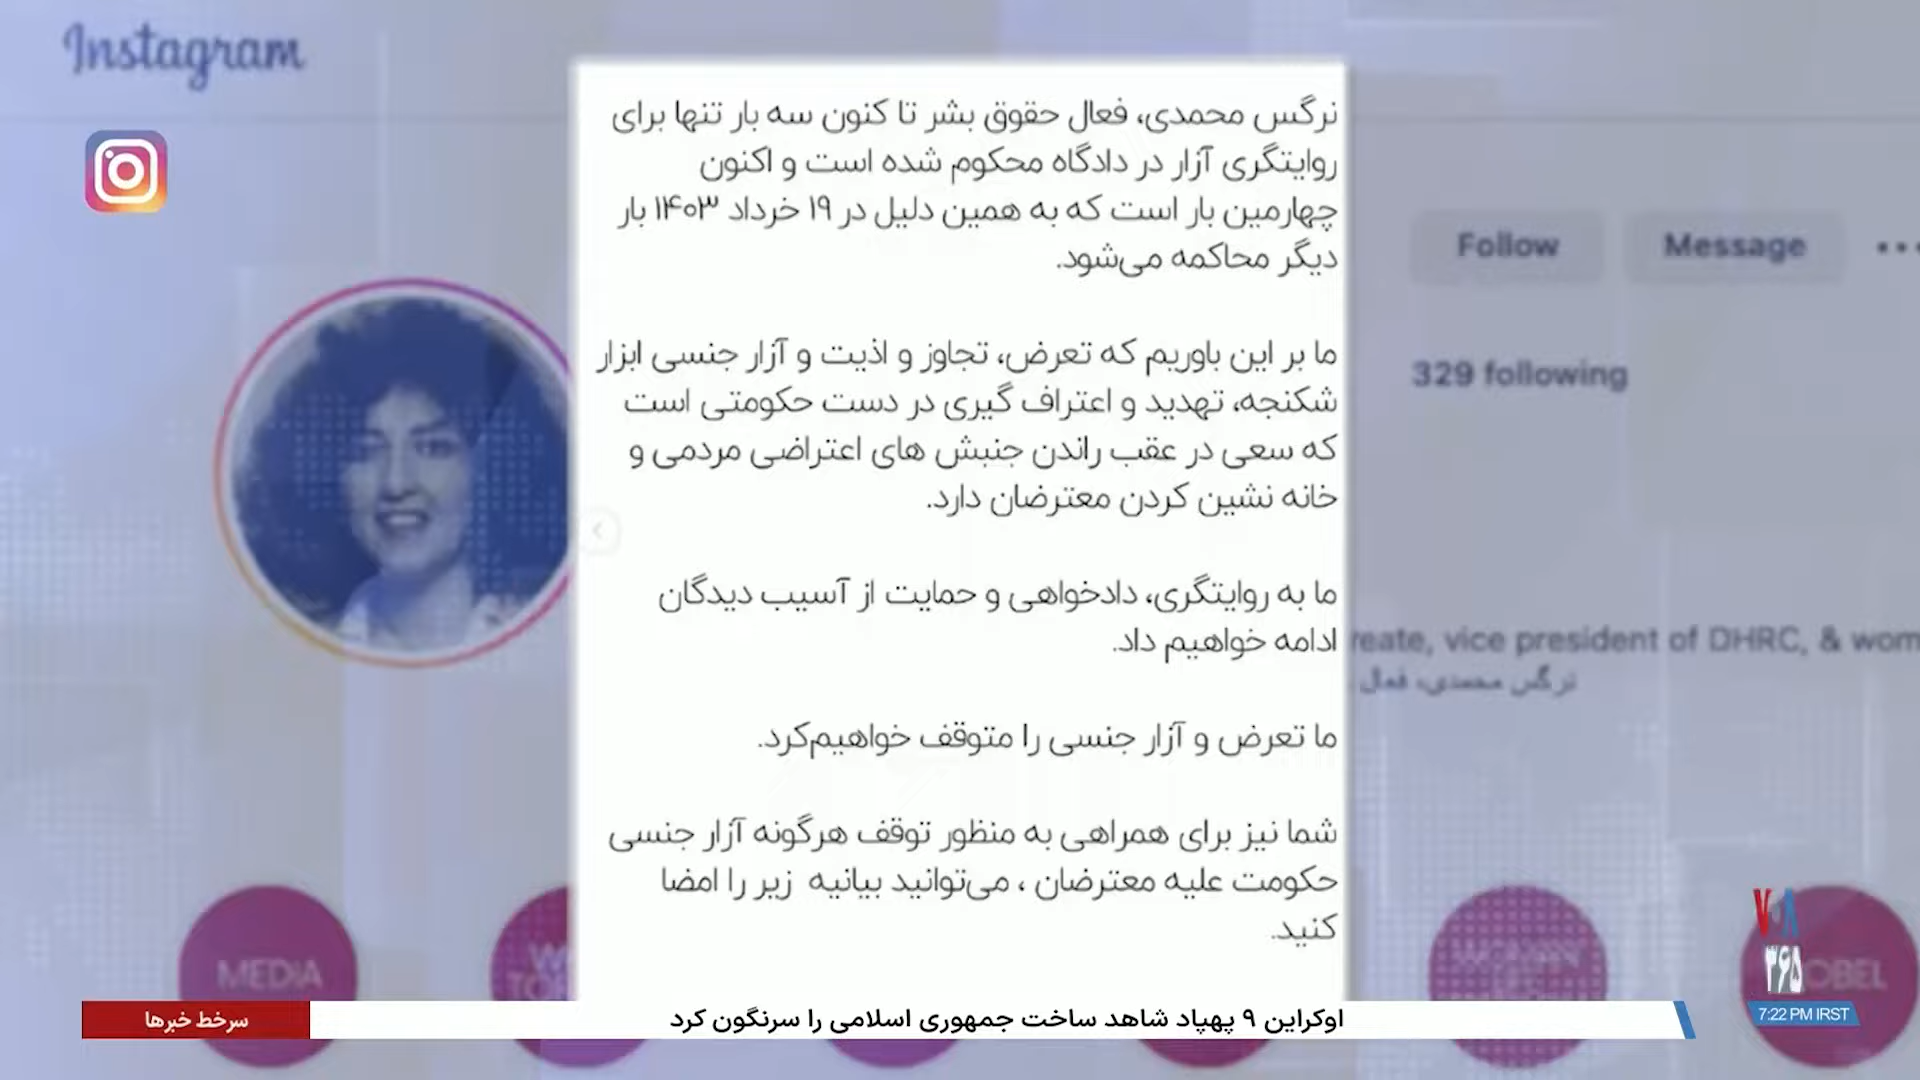 Instagram
نرگس محمدی، فعال حقوق بشر تا کنون سه بار تنها برای
روایتگری آزار در دادگاه محکوم شده است و اکنون
چهارمین بار است که به همین دلیل در ۱۹ خرداد ۱۴۰۳ بار
دیگر محاکمه می‌شود.
ما بر این باوریم که تعرض، تجاوز و اذیت و آزار جنسی ابزار
شکنجه، تهدید و اعتراف گیری در دست حکومتی است
که سعی در عقب راندن جنبش های اعتراضی مردمی و
خانه نشین کردن معترضان دارد.
ما به روایتگری، دادخواهی و حمایت از آسیب دیدگان
ادامه خواهیم داد.
ما تعرض و آزار جنسی را متوقف خواهیم‌کرد.
شما نیز برای همراهی به منظور توقف هرگونه آزار جنسی
حکومت علیه معترضان ، می‌توانید بیانیه زیر را امضا
کنید.
Follow
Message
329 following
reate, vice president of DHRC, & wom
نرگس محمدی، فعال
MEDIA
WOMAN
OBEL
VOA
۳۶۵
7:22 PM IRST
سرخط خبرها
اوکراین ۹ پهپاد شاهد ساخت جمهوری اسلامی را سرنگون کرد